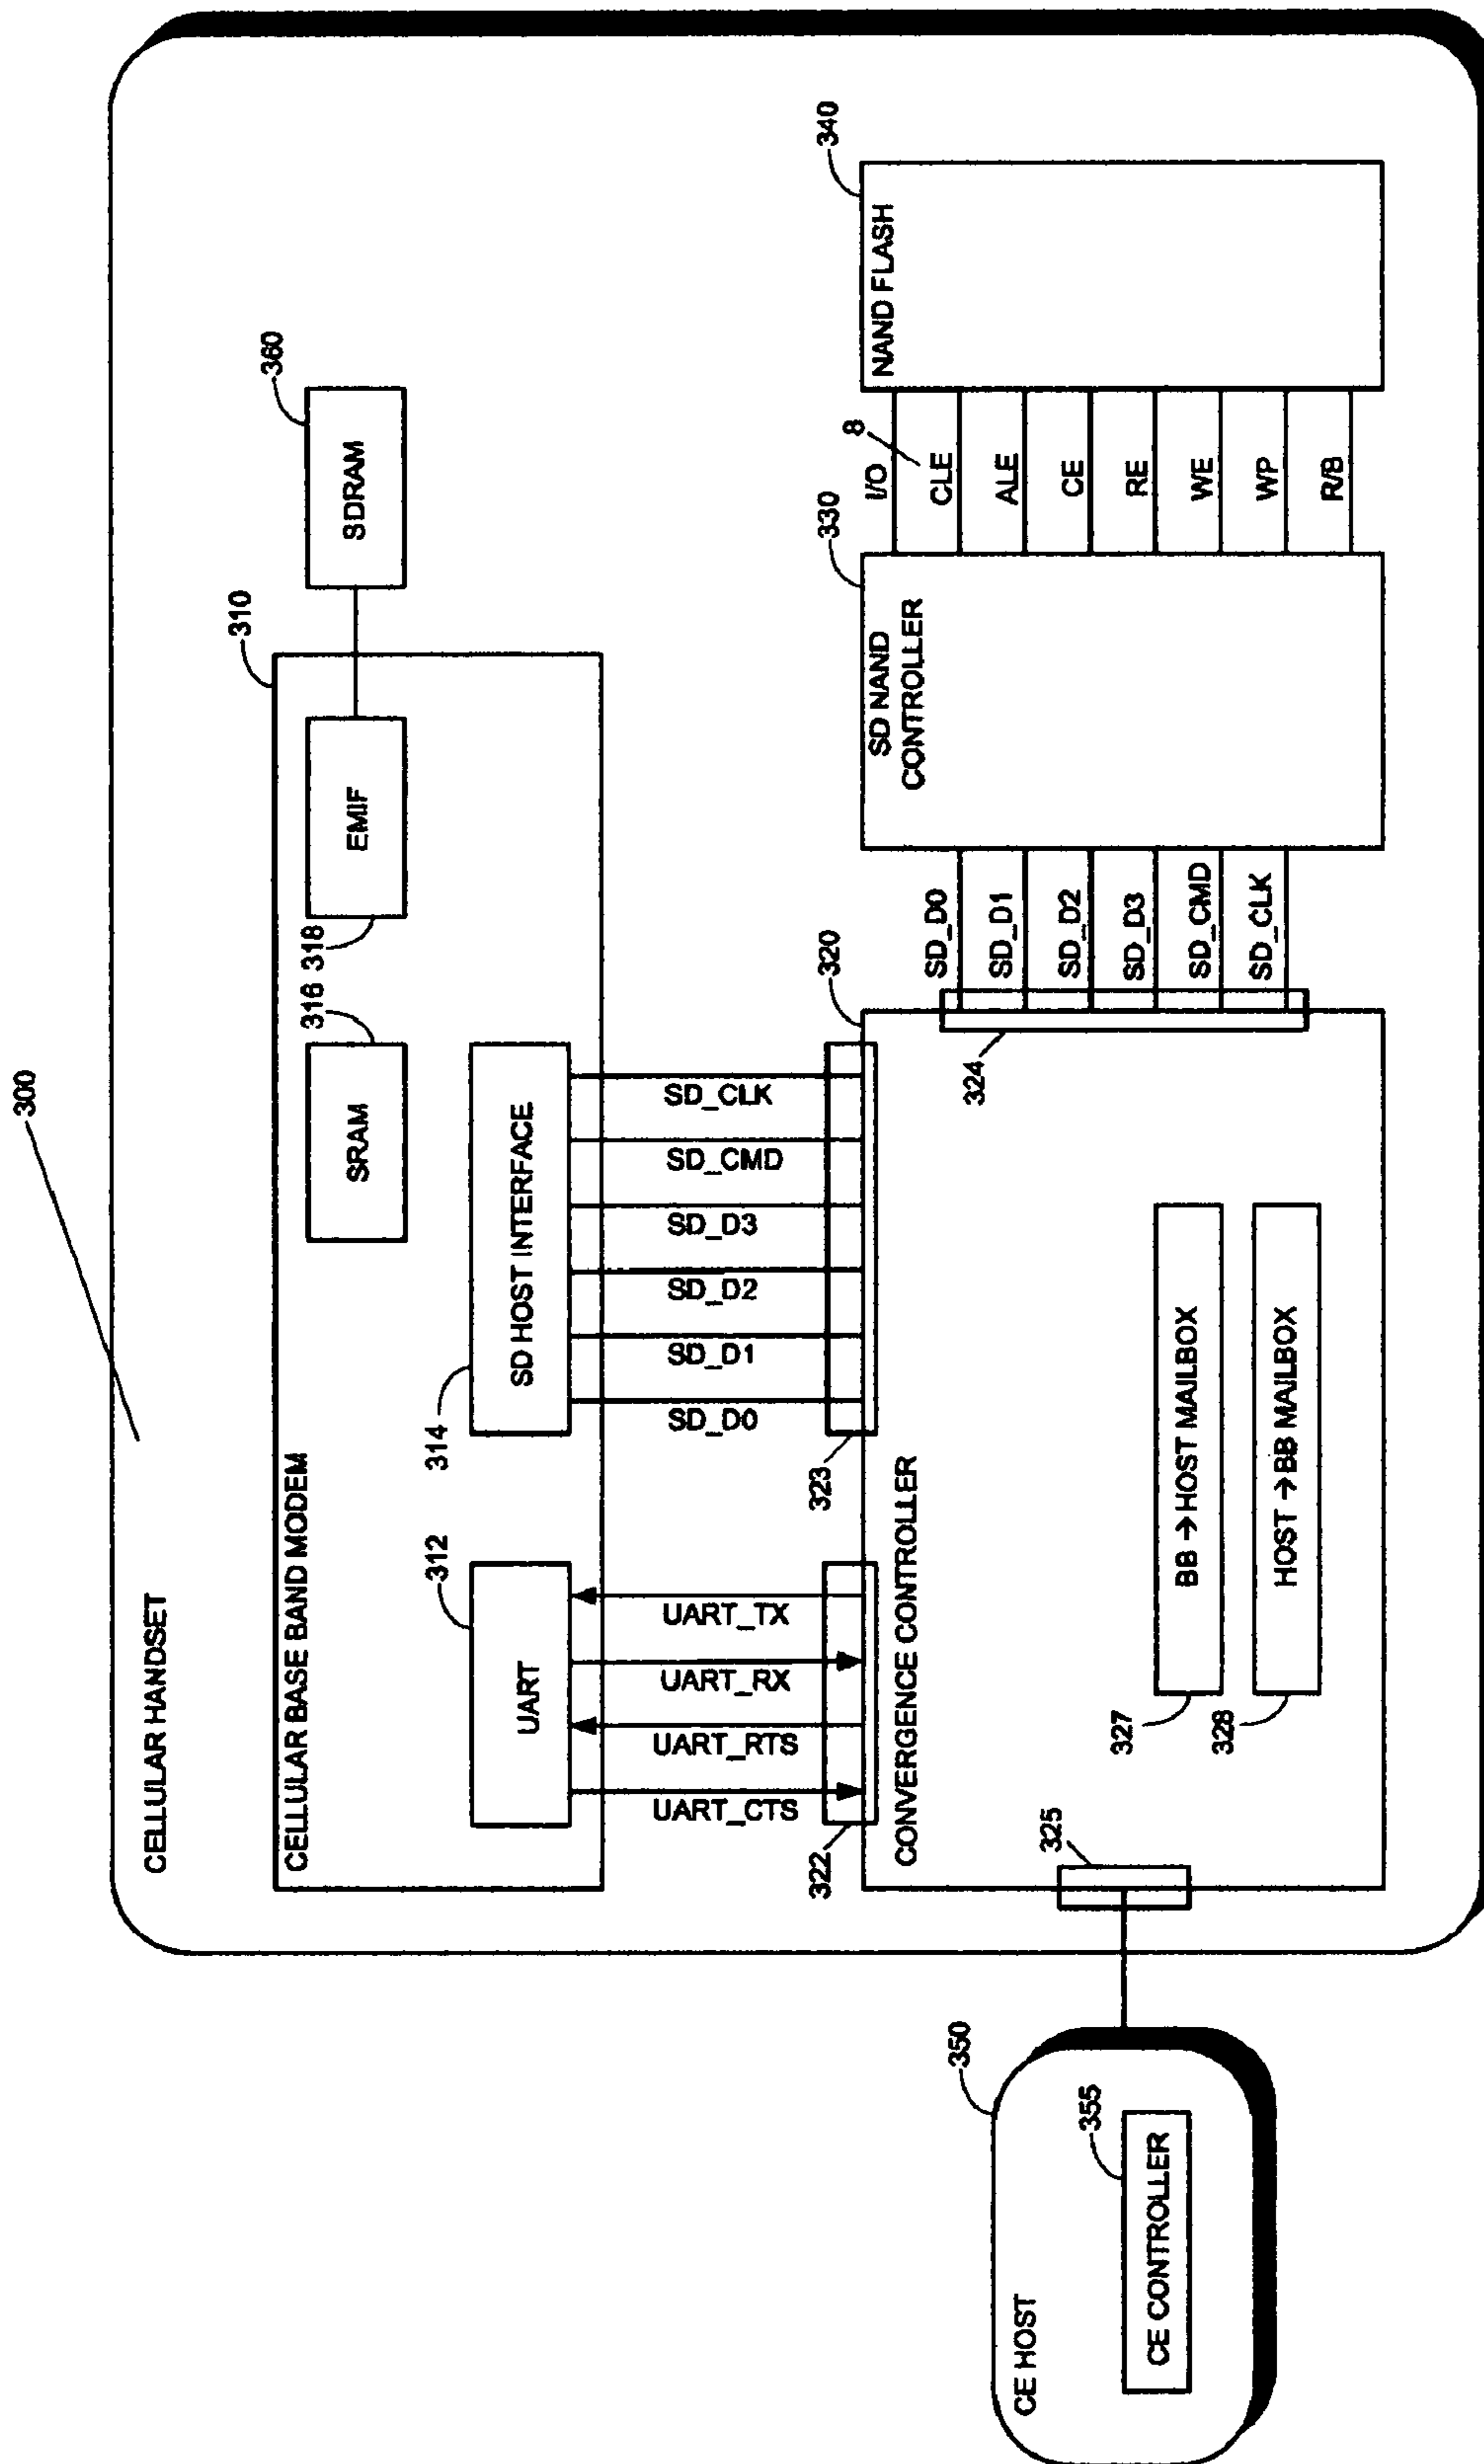 300
CELLULAR HANDSET
310
CELLULAR BASE BAND MODEM
316
318
360
SRAM
EMIF
SDRAM
312
314
UART
SD HOST INTERFACE
UART_CTS
UART_RTS
UART_RX
UART_TX
SD_D0
SD_D1
SD_D2
SD_D3
SD_CMD
SD_CLK
322
323
320
CONVERGENCE CONTROLLER
325
324
327
BB → HOST MAILBOX
328
HOST → BB MAILBOX
SD_D0
SD_D1
SD_D2
SD_D3
SD_CMD
SD_CLK
330
SD NAND
CONTROLLER
I/O
8
CLE
ALE
CE
RE
WE
WP
R/B
340
NAND FLASH
350
CE HOST
355
CE CONTROLLER